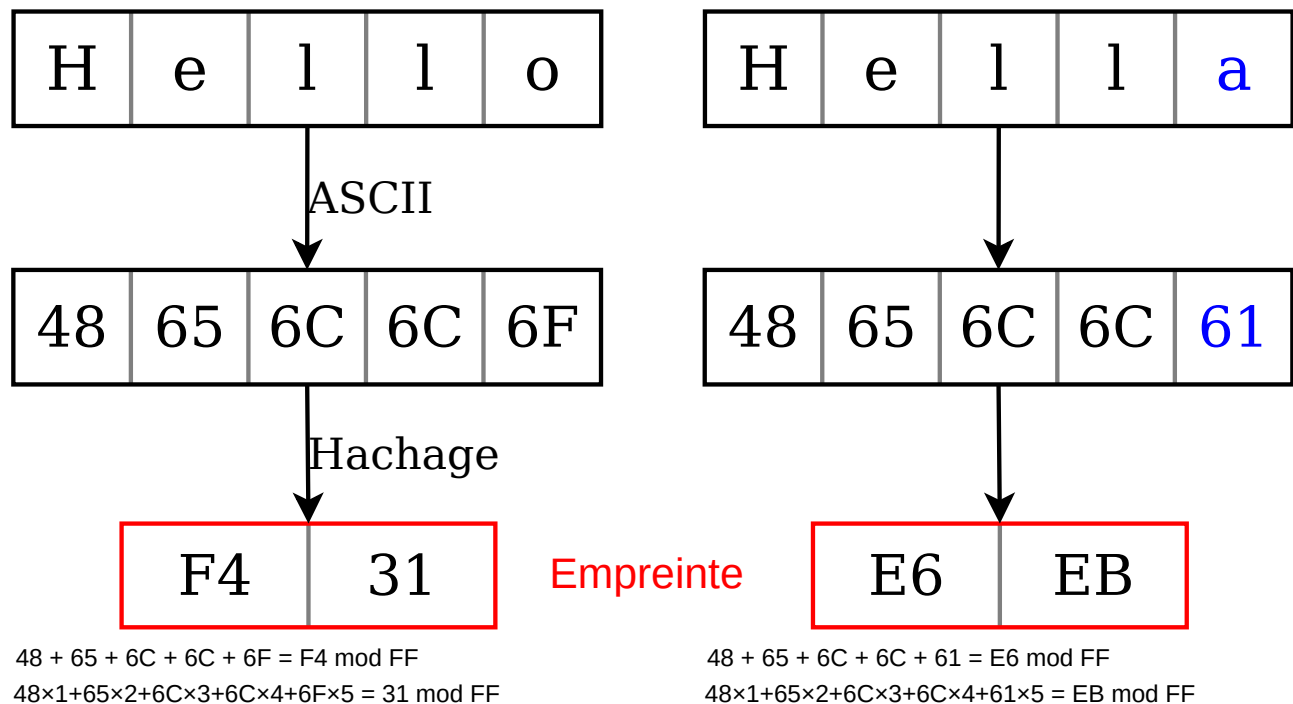 H e l l o
H e l l a
ASCII
48 65 6C 6C 6F
48 65 6C 6C 61
Hachage
F4 31
Empreinte
E6 EB
48 + 65 + 6C + 6C + 6F = F4 mod FF
48×1+65×2+6C×3+6C×4+6F×5 = 31 mod FF
48 + 65 + 6C + 6C + 61 = E6 mod FF
48×1+65×2+6C×3+6C×4+61×5 = EB mod FF